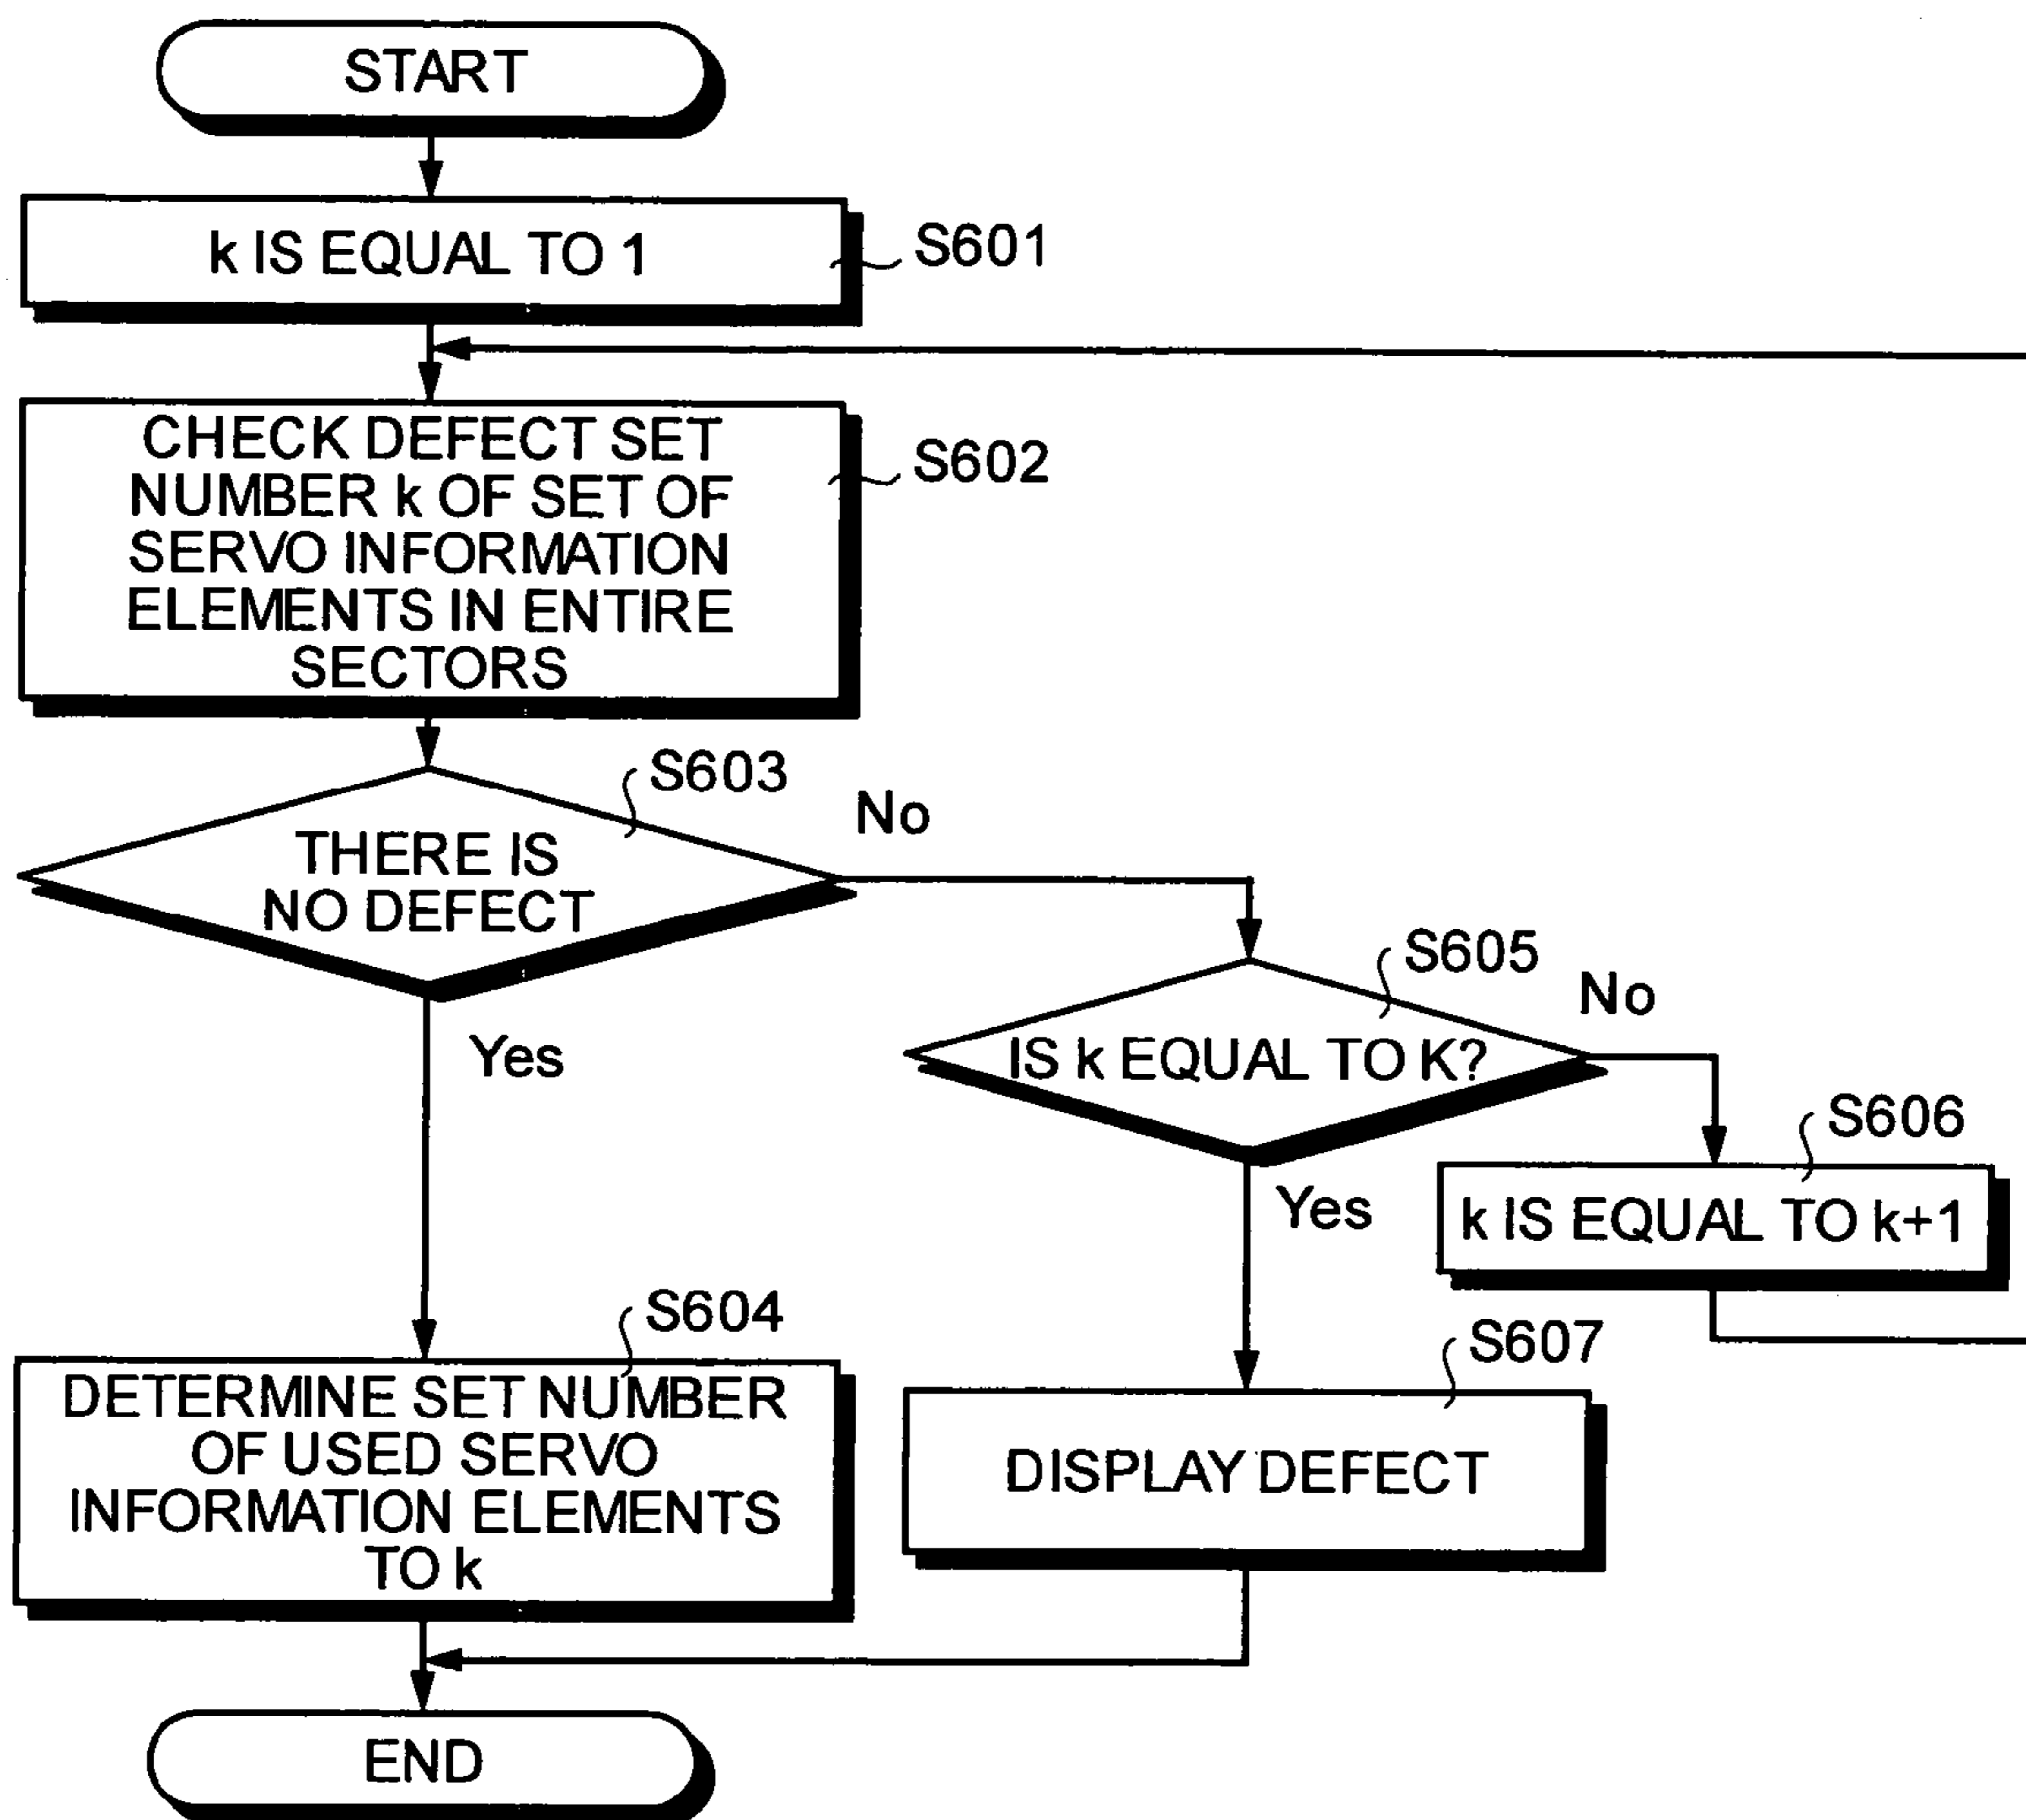 START
k IS EQUAL TO 1
S601
CHECK DEFECT SET
NUMBER k OF SET OF
SERVO INFORMATION
ELEMENTS IN ENTIRE
SECTORS
S602
S603
THERE IS
NO DEFECT
No
Yes
S605
IS k EQUAL TO K?
No
Yes
S606
k IS EQUAL TO k+1
S604
DETERMINE SET NUMBER
OF USED SERVO
INFORMATION ELEMENTS
TO k
S607
DISPLAY DEFECT
END